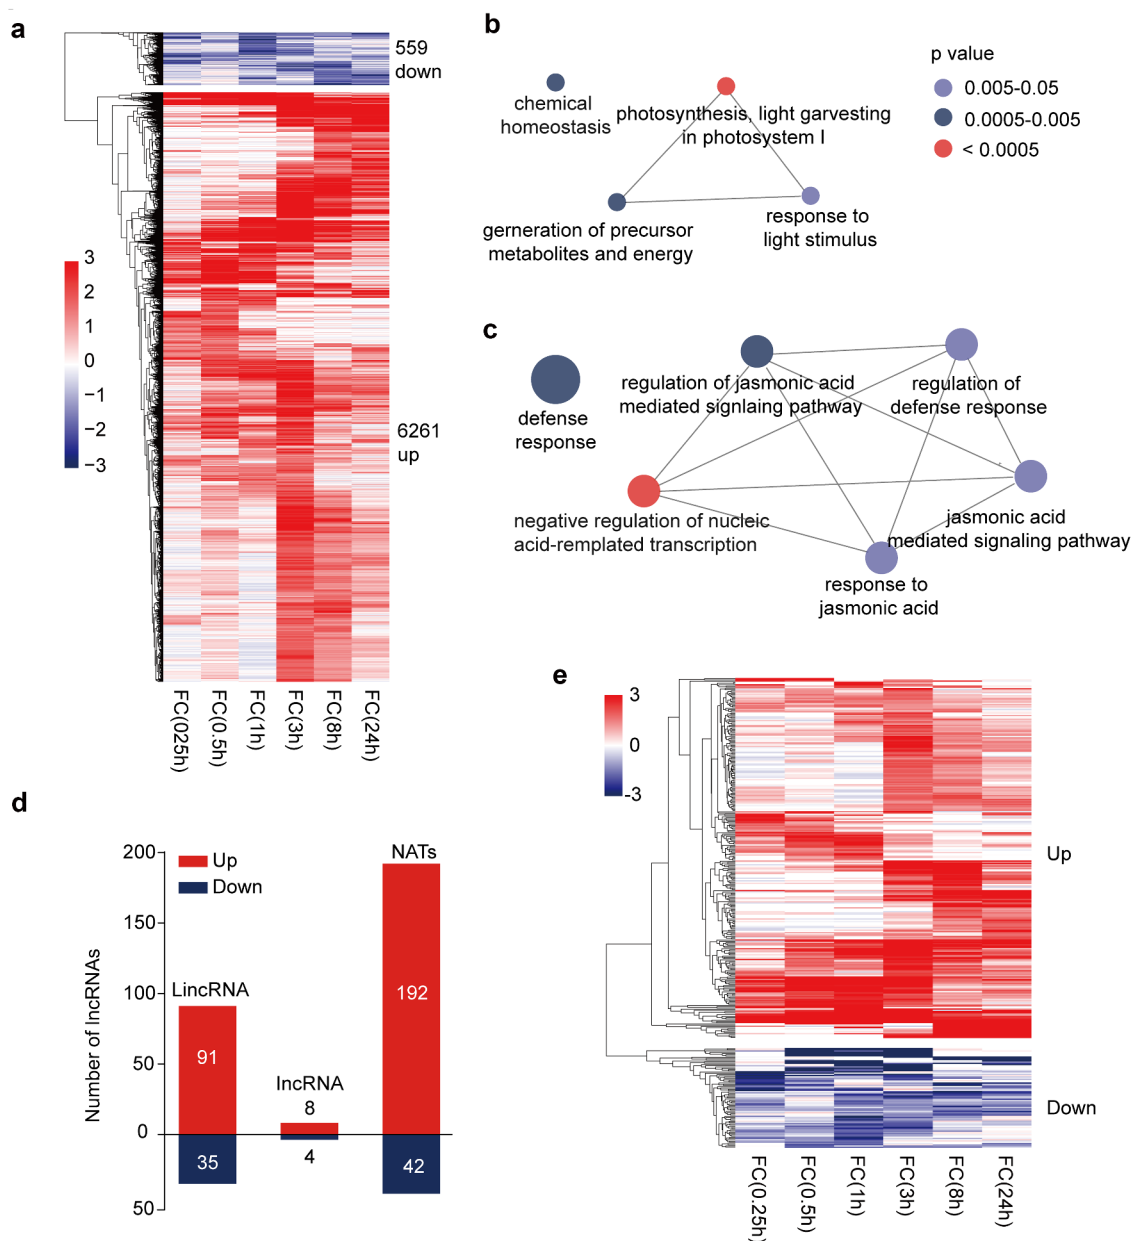 a
559
down
3
2
1
0
−1
−2
−3
6261
up
FC(025h)
FC(0.5h)
FC(1h)
FC(3h)
FC(8h)
FC(24h)
b
p value
0.005-0.05
0.0005-0.005
< 0.0005
chemical
homeostasis
photosynthesis, light garvesting
in photosystem I
gerneration of precursor
metabolites and energy
response to
light stimulus
c
defense
response
regulation of jasmonic acid
mediated signlaing pathway
regulation of
defense response
negative regulation of nucleic
acid-remplated transcription
jasmonic acid
mediated signaling pathway
response to
jasmonic acid
d
Number of lncRNAs
200
150
100
50
0
50
Up
Down
LincRNA
91
35
lncRNA
8
4
NATs
192
42
e
3
0
-3
Up
Down
FC(0.25h)
FC(0.5h)
FC(1h)
FC(3h)
FC(8h)
FC(24h)